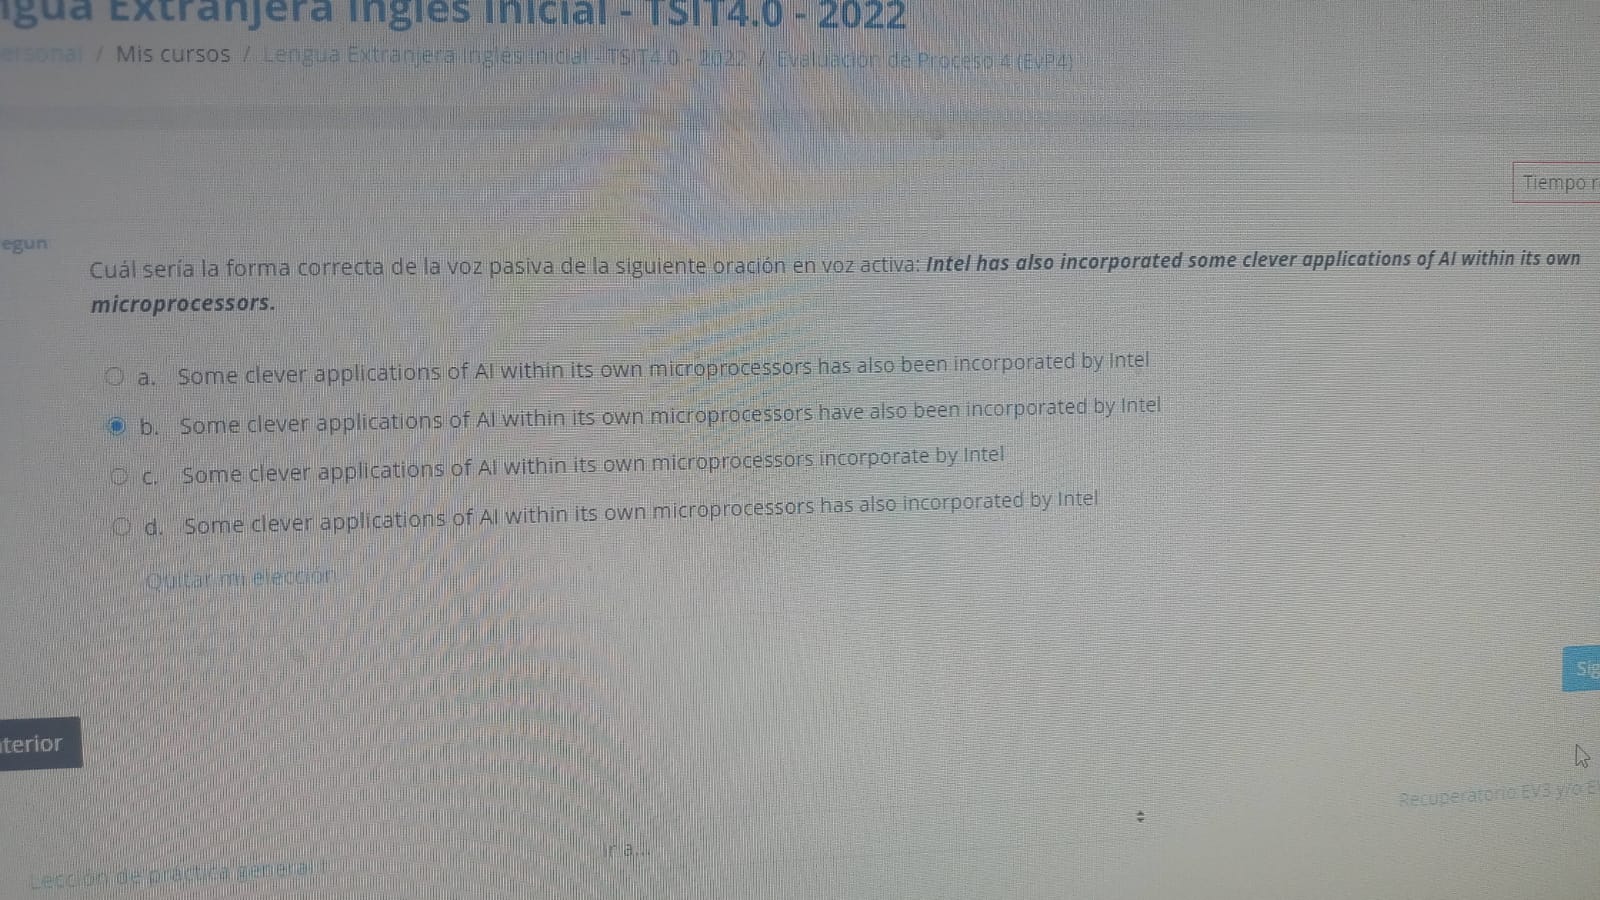 igua Extranjera Inglés Inicial - TSIT4.0 - 2022
ersonal / Mis cursos / Lengua Extranjera Inglés Inicial - TSIT4.0 - 2022 / Evaluación de Proceso 4 (EvP4)
Tiempo r
egun
Cuál sería la forma correcta de la voz pasiva de la siguiente oración en voz activa: Intel has also incorporated some clever applications of AI within its own
microprocessors.
a. Some clever applications of AI within its own microprocessors has also been incorporated by Intel
b. Some clever applications of AI within its own microprocessors have also been incorporated by Intel
c. Some clever applications of AI within its own microprocessors incorporate by Intel
d. Some clever applications of AI within its own microprocessors has also incorporated by Intel
Quitar mi elección
Sig
terior
Recuperatorio EV3 y/o E
Ir a...
Lección de práctica general 1